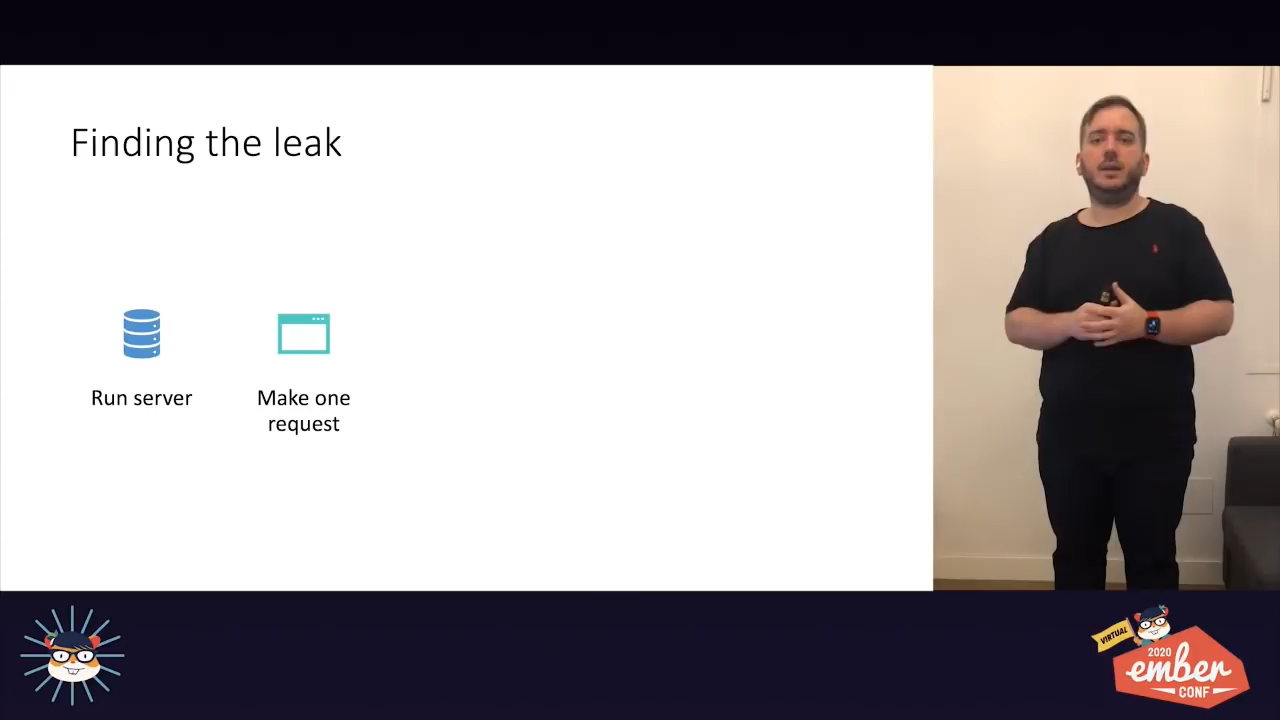 Finding the leak
Run server
Make one
request
VIRTUAL
2020
ember
CONF